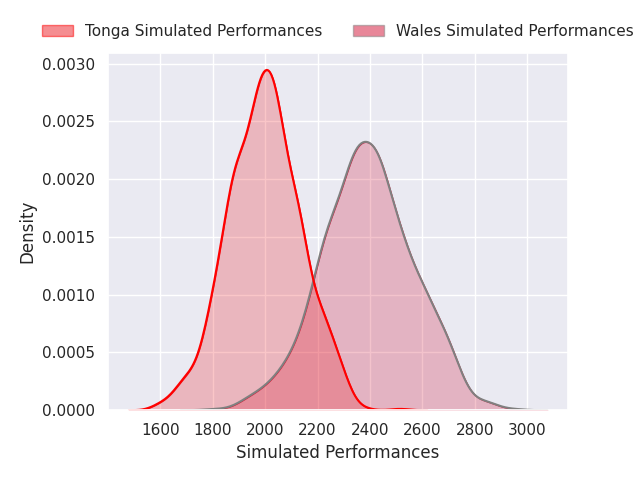 Tonga Simulated Performances
Wales Simulated Performances
0.0030
0.0025
0.0020
0.0015
0.0010
0.0005
0.0000
Density
1600 1800 2000 2200 2400 2600 2800 3000
Simulated Performances